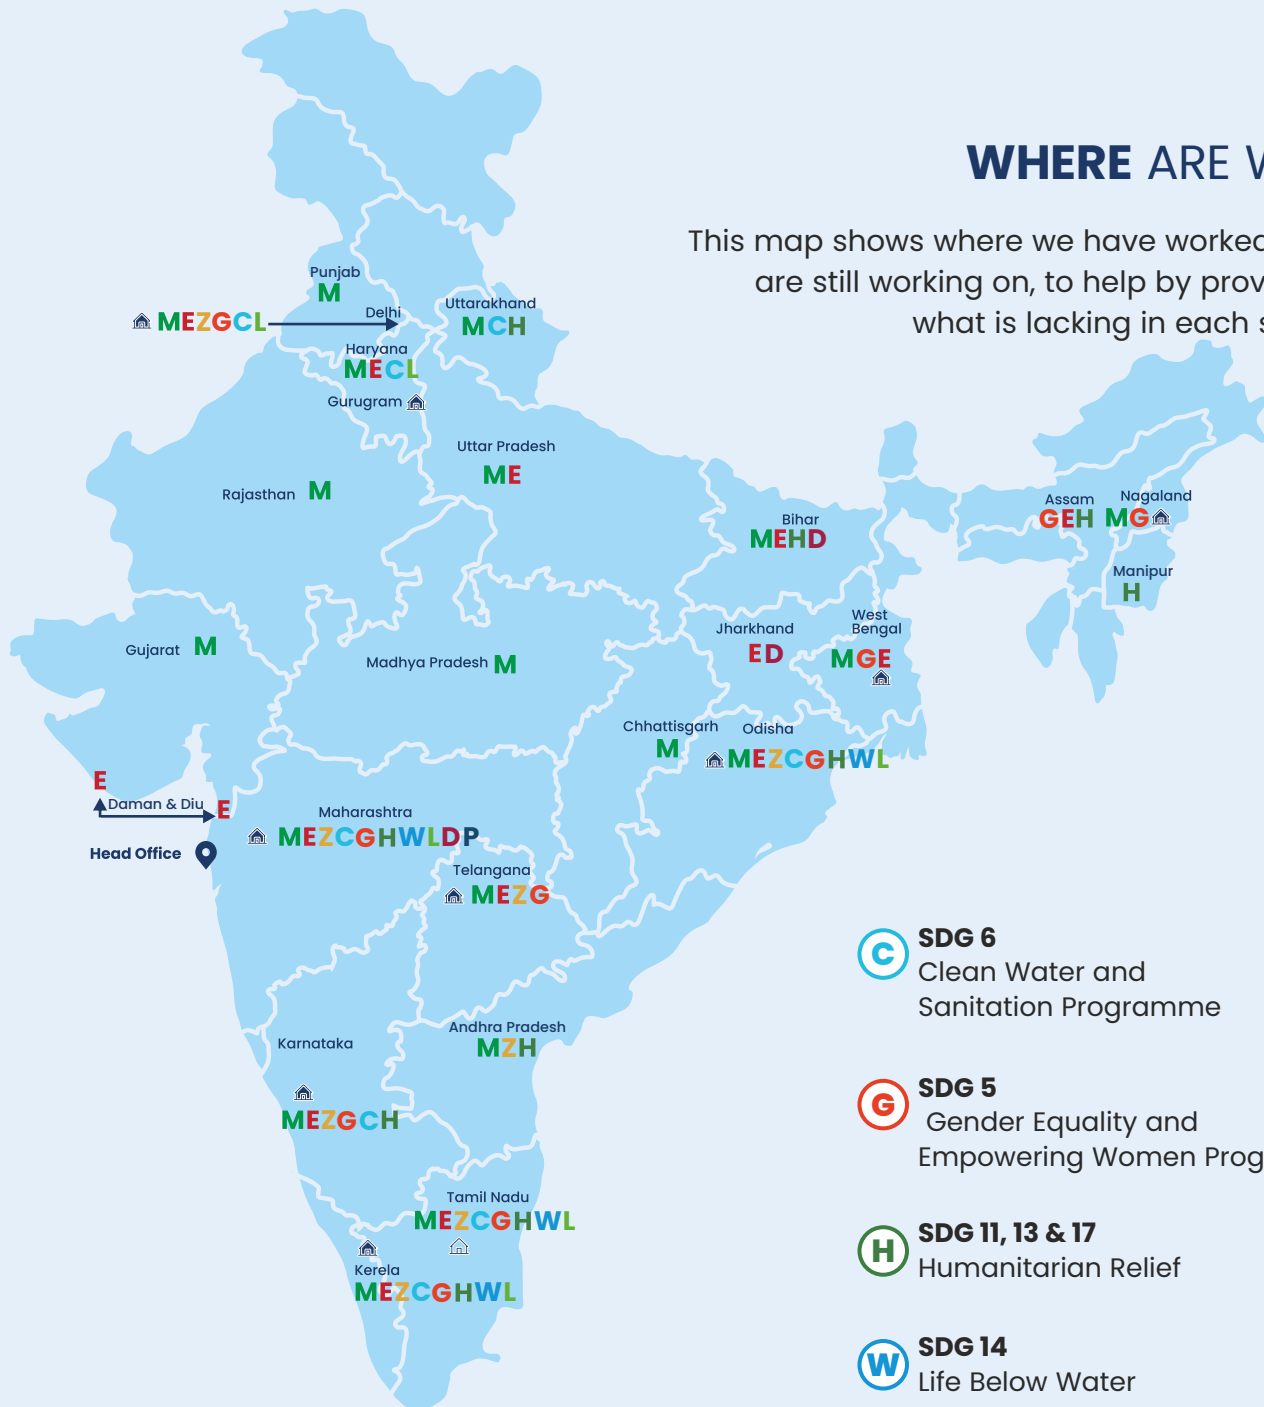 WHERE ARE W
This map shows where we have worked
are still working on, to help by prov
what is lacking in each s
Punjab
M
Delhi
MEZGCL
Uttarakhand
MCH
Haryana
MECL
Gurugram
Uttar Pradesh
ME
Rajasthan M
Bihar
MEHD
Assam
GEH
Nagaland
MG
Manipur
H
West
Bengal
MGE
Jharkhand
ED
Gujarat M
Madhya Pradesh M
Chhattisgarh
M
Odisha
MEZCGHWL
E
Daman & Diu E
Maharashtra
MEZCGHWLDP
Head Office
Telangana
MEZG
Andhra Pradesh
MZH
Karnataka
MEZGCH
Tamil Nadu
MEZCGHWL
Kerela
MEZCGHWL
C SDG 6
Clean Water and
Sanitation Programme
G SDG 5
Gender Equality and
Empowering Women Prog
H SDG 11, 13 & 17
Humanitarian Relief
W SDG 14
Life Below Water